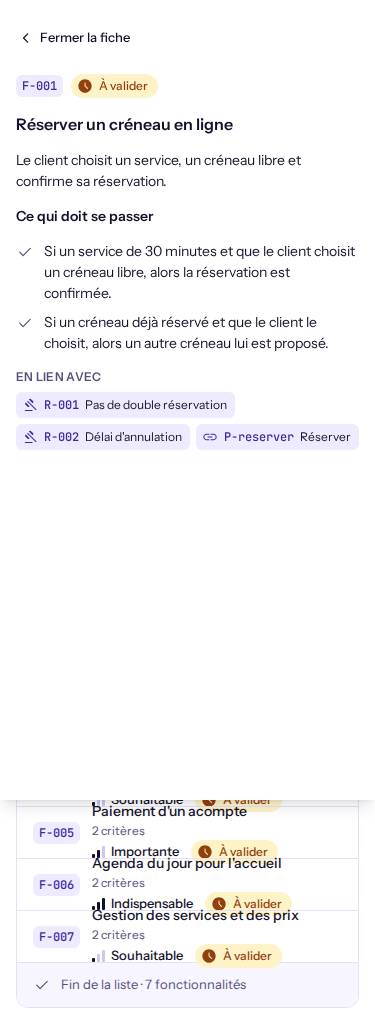 Fermer la fiche
F-001 À valider
Réserver un créneau en ligne
Le client choisit un service, un créneau libre et
confirme sa réservation.
Ce qui doit se passer
Si un service de 30 minutes et que le client choisit
un créneau libre, alors la réservation est
confirmée.
Si un créneau déjà réservé et que le client le
choisit, alors un autre créneau lui est proposé.
EN LIEN AVEC
R-001 Pas de double réservation
R-002 Délai d'annulation P-reserver Réserver
Souhaitable À valider
Paiement d'un acompte
F-005
2 critères
Importante À valider
Agenda du jour pour l'accueil
F-006
2 critères
Indispensable À valider
Gestion des services et des prix
F-007
2 critères
Souhaitable À valider
Fin de la liste · 7 fonctionnalités